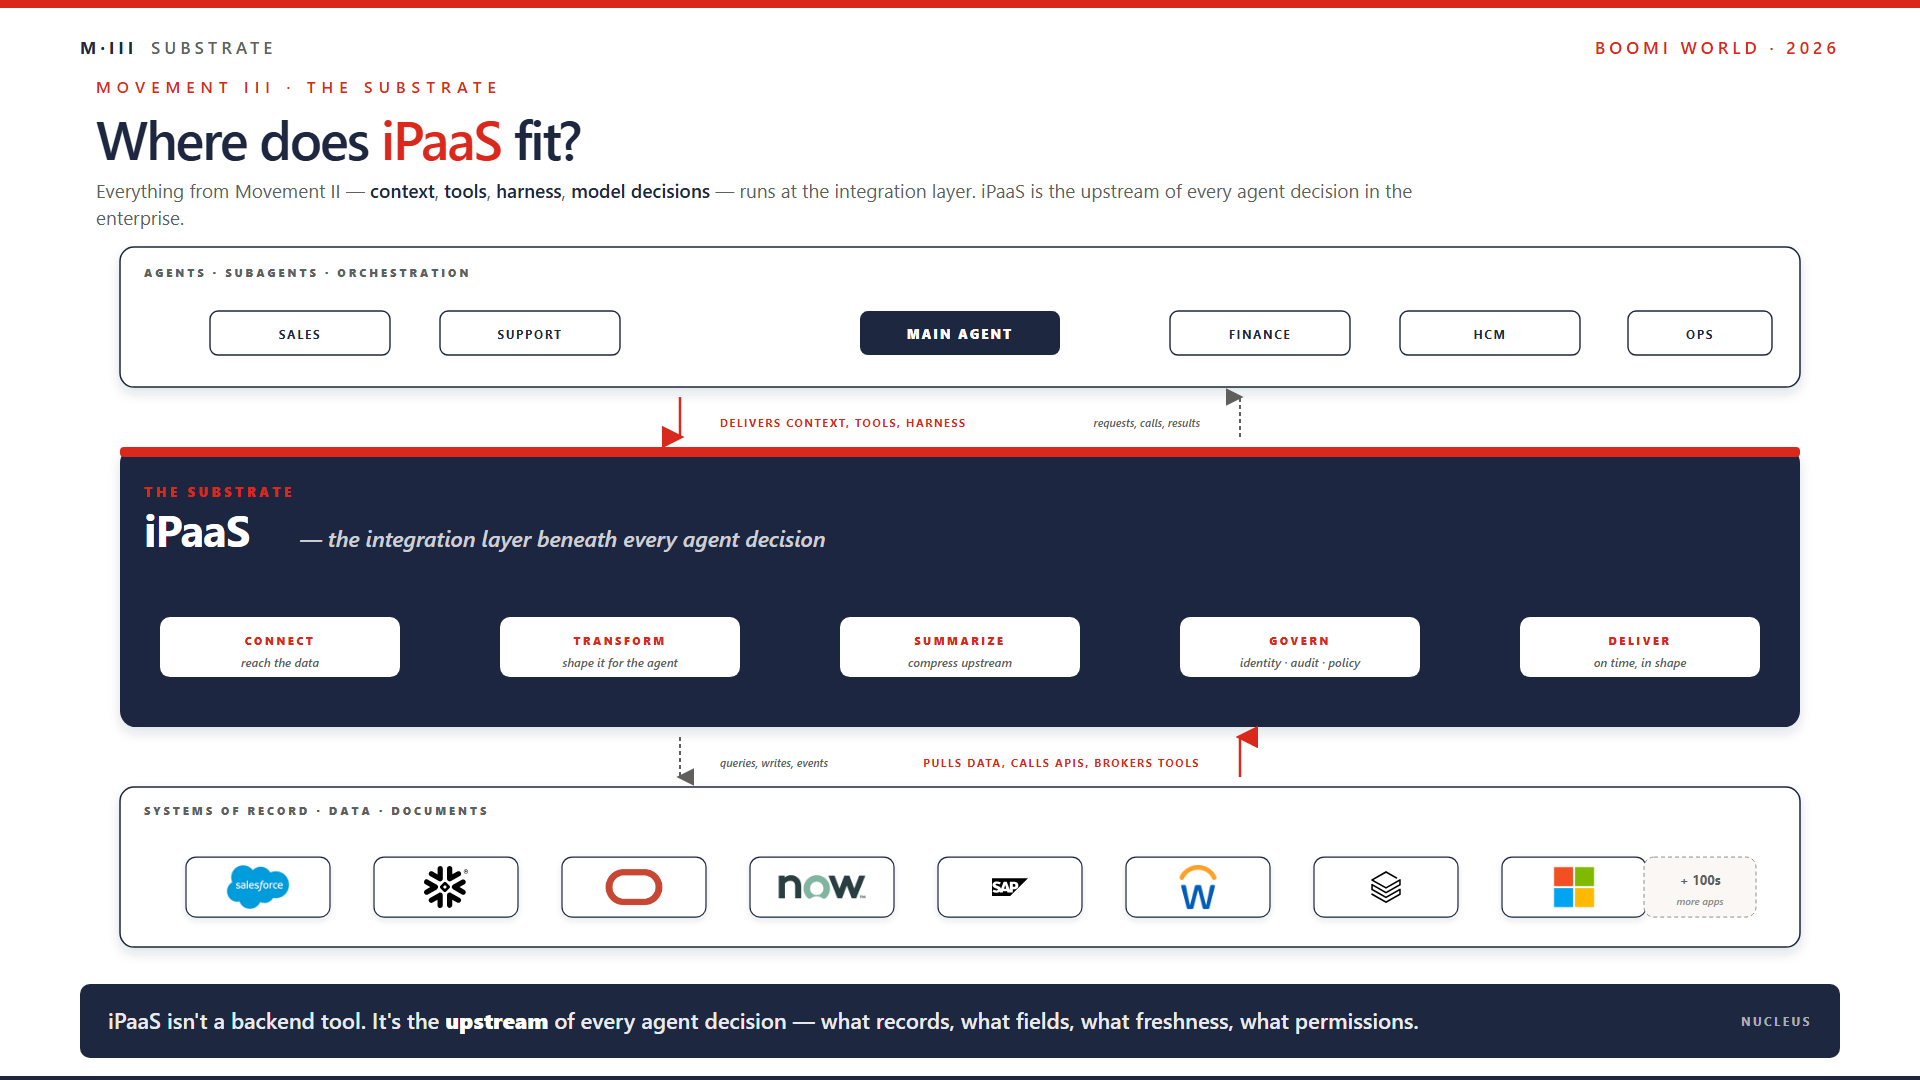 M·III SUBSTRATE
BOOMI WORLD · 2026
MOVEMENT III · THE SUBSTRATE
Where does iPaaS fit?
Everything from Movement II — context, tools, harness, model decisions — runs at the integration layer. iPaaS is the upstream of every agent decision in the
enterprise.
AGENTS · SUBAGENTS · ORCHESTRATION
SALES
SUPPORT
MAIN AGENT
FINANCE
HCM
OPS
DELIVERS CONTEXT, TOOLS, HARNESS
requests, calls, results
THE SUBSTRATE
iPaaS — the integration layer beneath every agent decision
CONNECT
reach the data
TRANSFORM
shape it for the agent
SUMMARIZE
compress upstream
GOVERN
identity · audit · policy
DELIVER
on time, in shape
queries, writes, events
PULLS DATA, CALLS APIS, BROKERS TOOLS
SYSTEMS OF RECORD · DATA · DOCUMENTS
salesforce
now
SAP
W
+ 100s
more apps
iPaaS isn't a backend tool. It's the upstream of every agent decision — what records, what fields, what freshness, what permissions.
NUCLEUS